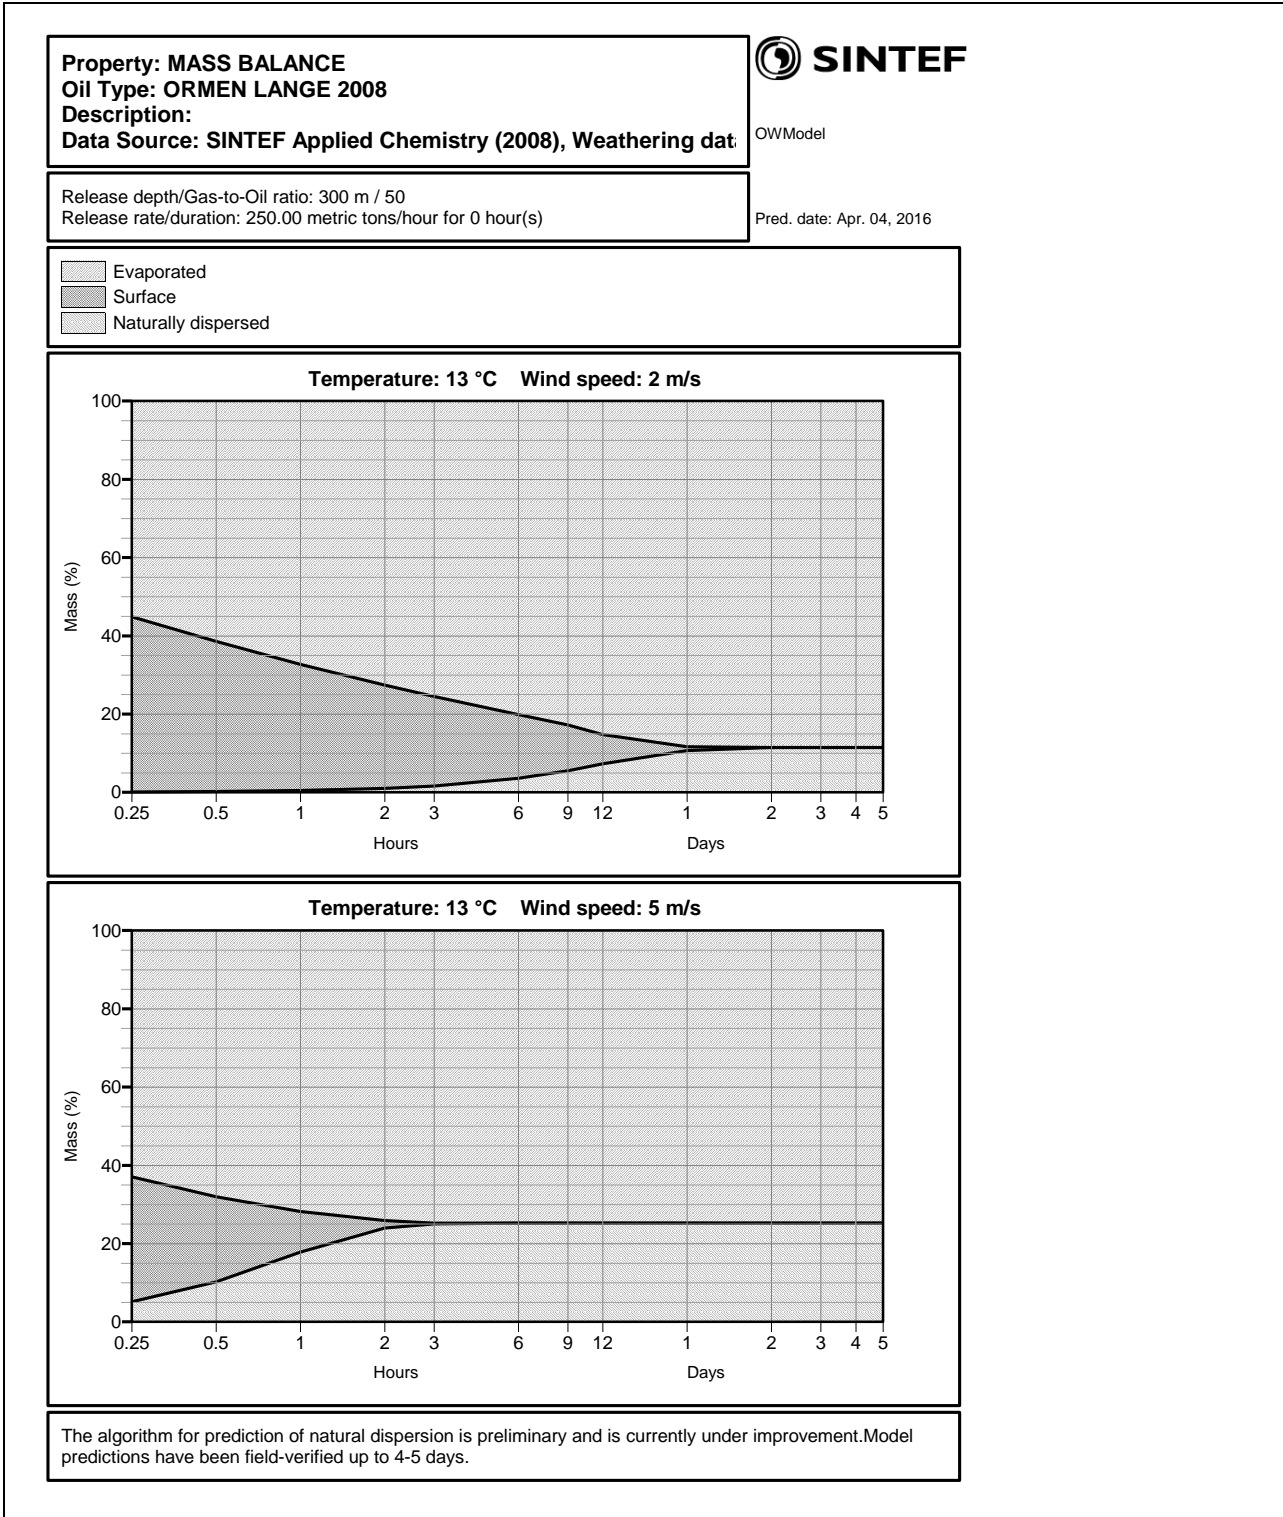 Property: MASS BALANCE
Oil Type: ORMEN LANGE 2008
Description:
Data Source: SINTEF Applied Chemistry (2008), Weathering data
SINTEF
OWModel
Release depth/Gas-to-Oil ratio: 300 m / 50
Release rate/duration: 250.00 metric tons/hour for 0 hour(s)
Pred. date: Apr. 04, 2016
Evaporated
Surface
Naturally dispersed
Temperature: 13 °C Wind speed: 2 m/s
100
80
60
40
20
0
Mass (%)
0.25 0.5 1 2 3 6 9 12 1 2 3 4 5
Hours Days
Temperature: 13 °C Wind speed: 5 m/s
100
80
60
40
20
0
Mass (%)
0.25 0.5 1 2 3 6 9 12 1 2 3 4 5
Hours Days
The algorithm for prediction of natural dispersion is preliminary and is currently under improvement.Model
predictions have been field-verified up to 4-5 days.